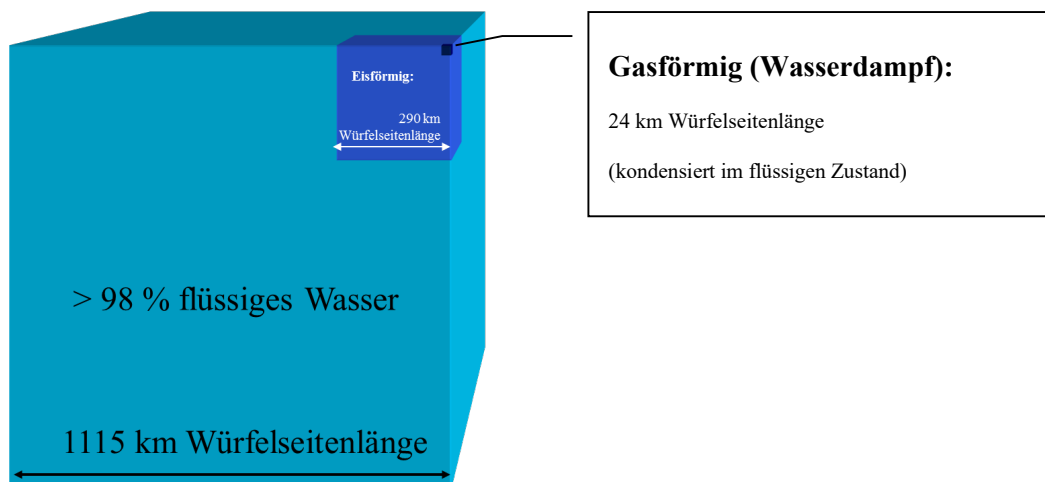 Eisförmig:
290 km
Würfelseitenlänge
> 98 % flüssiges Wasser
1115 km Würfelseitenlänge
Gasförmig (Wasserdampf):
24 km Würfelseitenlänge
(kondensiert im flüssigen Zustand)